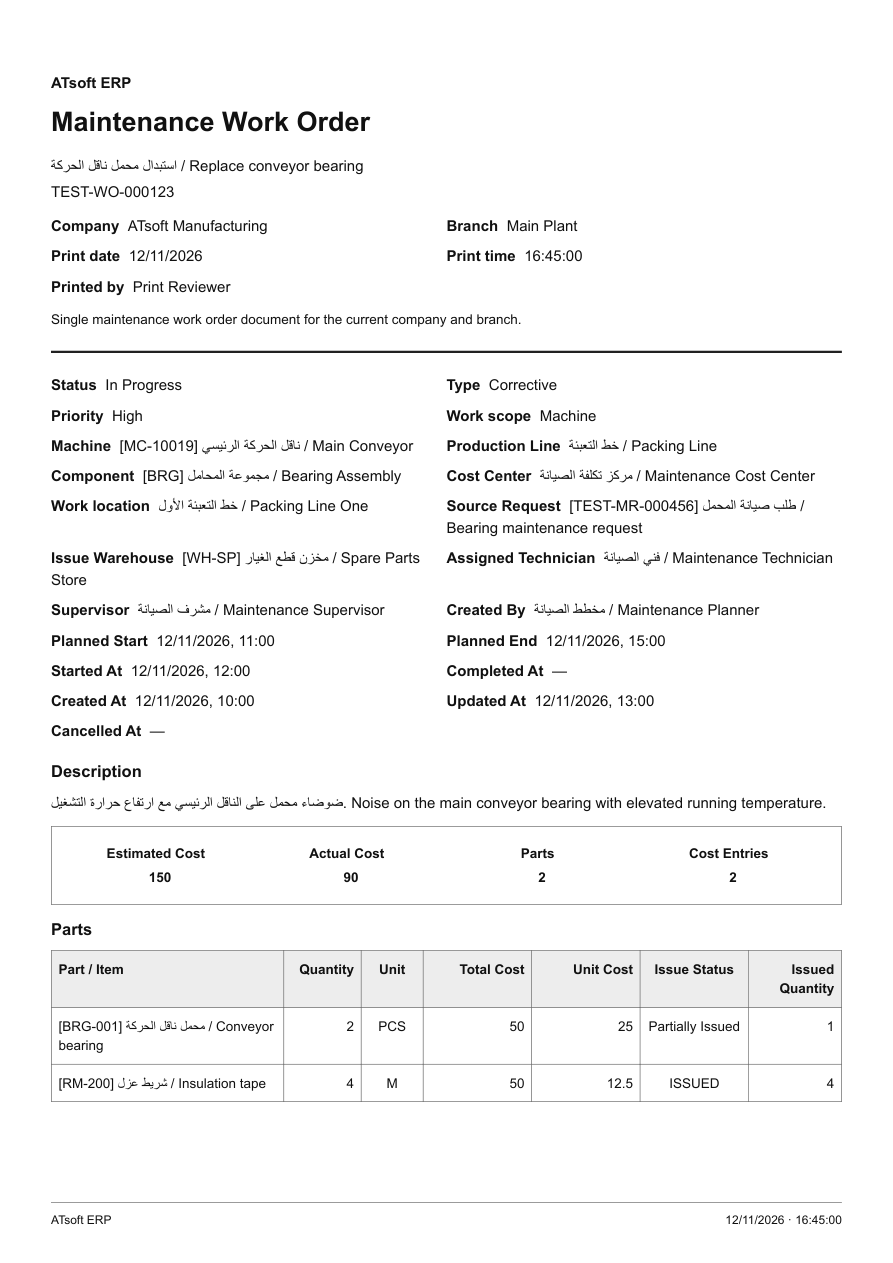 ATsoft ERP
Maintenance Work Order
استبدال محمل ناقل الحركة / Replace conveyor bearing
TEST-WO-000123
Company ATsoft Manufacturing
Branch Main Plant
Print date 12/11/2026
Print time 16:45:00
Printed by Print Reviewer
Single maintenance work order document for the current company and branch.
Status In Progress
Type Corrective
Priority High
Work scope Machine
Machine [MC-10019] ناقل الحركة الرئيسي / Main Conveyor
Production Line خط التعبئة / Packing Line
Component [BRG] مجموعة المحامل / Bearing Assembly
Cost Center مركز تكلفة الصيانة / Maintenance Cost Center
Work location خط التعبئة الأول / Packing Line One
Source Request [TEST-MR-000456] طلب صيانة المحمل /
Bearing maintenance request
Issue Warehouse [WH-SP] مخزن قطع الغيار / Spare Parts
Store
Assigned Technician فني الصيانة / Maintenance Technician
Supervisor مشرف الصيانة / Maintenance Supervisor
Created By مخطط الصيانة / Maintenance Planner
Planned Start 12/11/2026, 11:00
Planned End 12/11/2026, 15:00
Started At 12/11/2026, 12:00
Completed At —
Created At 12/11/2026, 10:00
Updated At 12/11/2026, 13:00
Cancelled At —
Description
ضوضاء محمل على الناقل الرئيسي مع ارتفاع حرارة التشغيل. Noise on the main conveyor bearing with elevated running temperature.
Estimated Cost Actual Cost Parts Cost Entries
150 90 2 2
Parts
Part / Item Quantity Unit Total Cost Unit Cost Issue Status Issued
Quantity
[BRG-001] محمل ناقل الحركة / Conveyor 2 PCS 50 25 Partially Issued 1
bearing
[RM-200] شريط عزل / Insulation tape 4 M 50 12.5 ISSUED 4
ATsoft ERP 12/11/2026 · 16:45:00